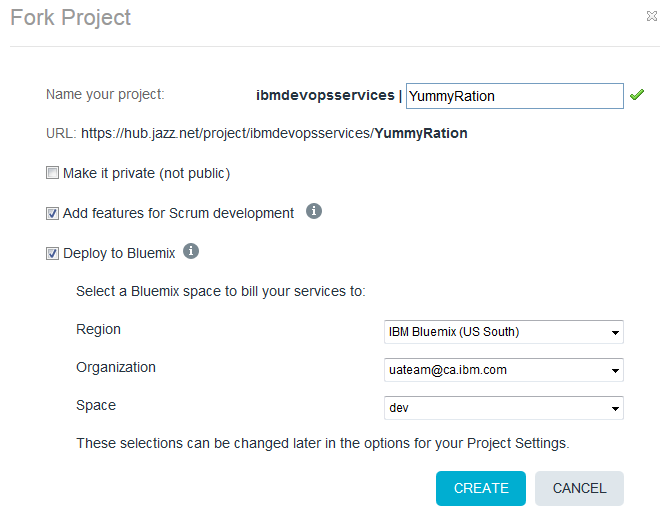 Fork Project
Name your project: ibmdevopsservices | YummyRation
URL: https://hub.jazz.net/project/ibmdevopsservices/YummyRation
Make it private (not public)
Add features for Scrum development
Deploy to Bluemix
Select a Bluemix space to bill your services to:
Region IBM Bluemix (US South)
Organization uateam@ca.ibm.com
Space dev
These selections can be changed later in the options for your Project Settings.
CREATE CANCEL